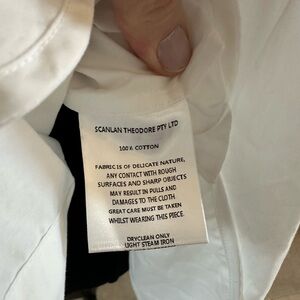 SCANLAN THEODORE PTY LTD
100% COTTON
FABRIC IS OF DELICATE NATURE,
ANY CONTACT WITH ROUGH
SURFACES AND SHARP OBJECTS
MAY RESULT IN PULLS AND
DAMAGES TO THE CLOTH
GREAT CARE MUST BE TAKEN
WHILST WEARING THIS PIECE.
DRYCLEAN ONLY
LIGHT STEAM IRON